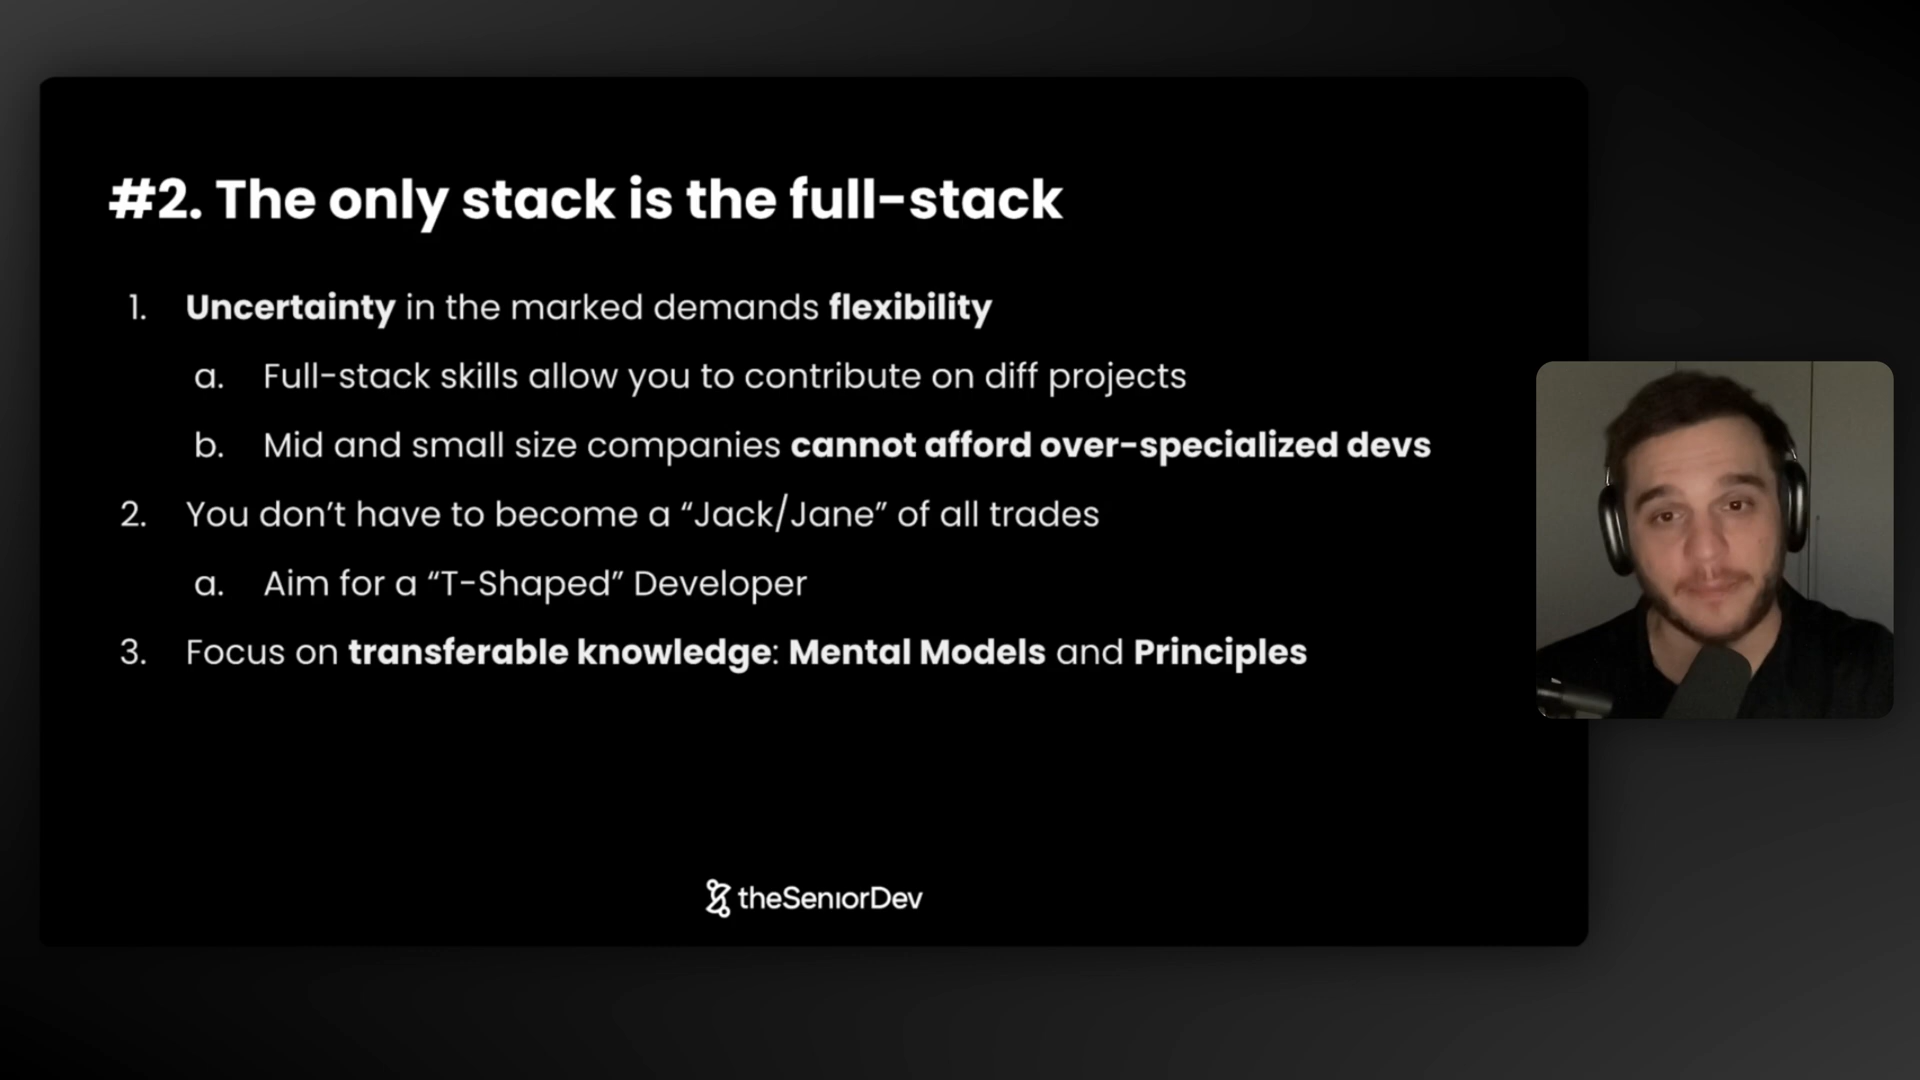 #2. The only stack is the full-stack
1. Uncertainty in the marked demands flexibility
a. Full-stack skills allow you to contribute on diff projects
b. Mid and small size companies cannot afford over-specialized devs
2. You don’t have to become a “Jack/Jane” of all trades
a. Aim for a “T-Shaped” Developer
3. Focus on transferable knowledge: Mental Models and Principles
theSeniorDev